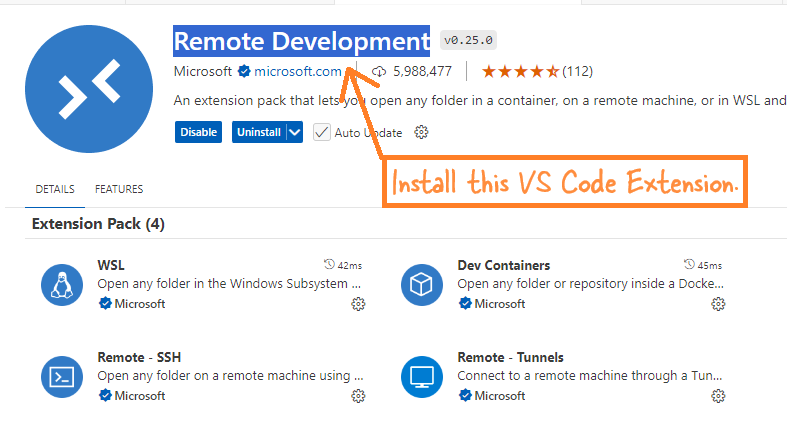 Remote Development v0.25.0
Microsoft microsoft.com 5,988,477 (112)
An extension pack that lets you open any folder in a container, on a remote machine, or in WSL and
Disable Uninstall Auto Update
Install this VS Code Extension.
DETAILS FEATURES
Extension Pack (4)
WSL 42ms
Open any folder in the Windows Subsystem ...
Microsoft
Dev Containers 45ms
Open any folder or repository inside a Docke...
Microsoft
Remote - SSH
Open any folder on a remote machine using ...
Microsoft
Remote - Tunnels
Connect to a remote machine through a Tun...
Microsoft